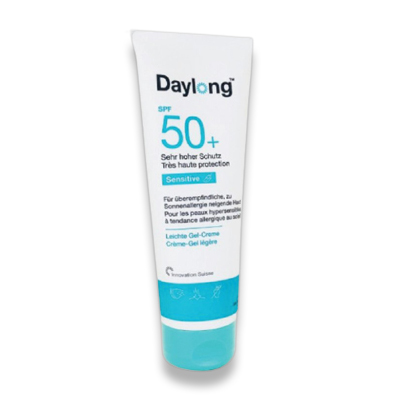 Daylong™
SPF
50+
Sehr hoher Schutz
Très haute protection
Sensitive
Für überempfindliche, zu
Sonnenallergie neigende Haut
Pour les peaux hypersensibles
à tendance allergique au
Leichte Gel-Creme
Crème-Gel légère
Innovation Suisse